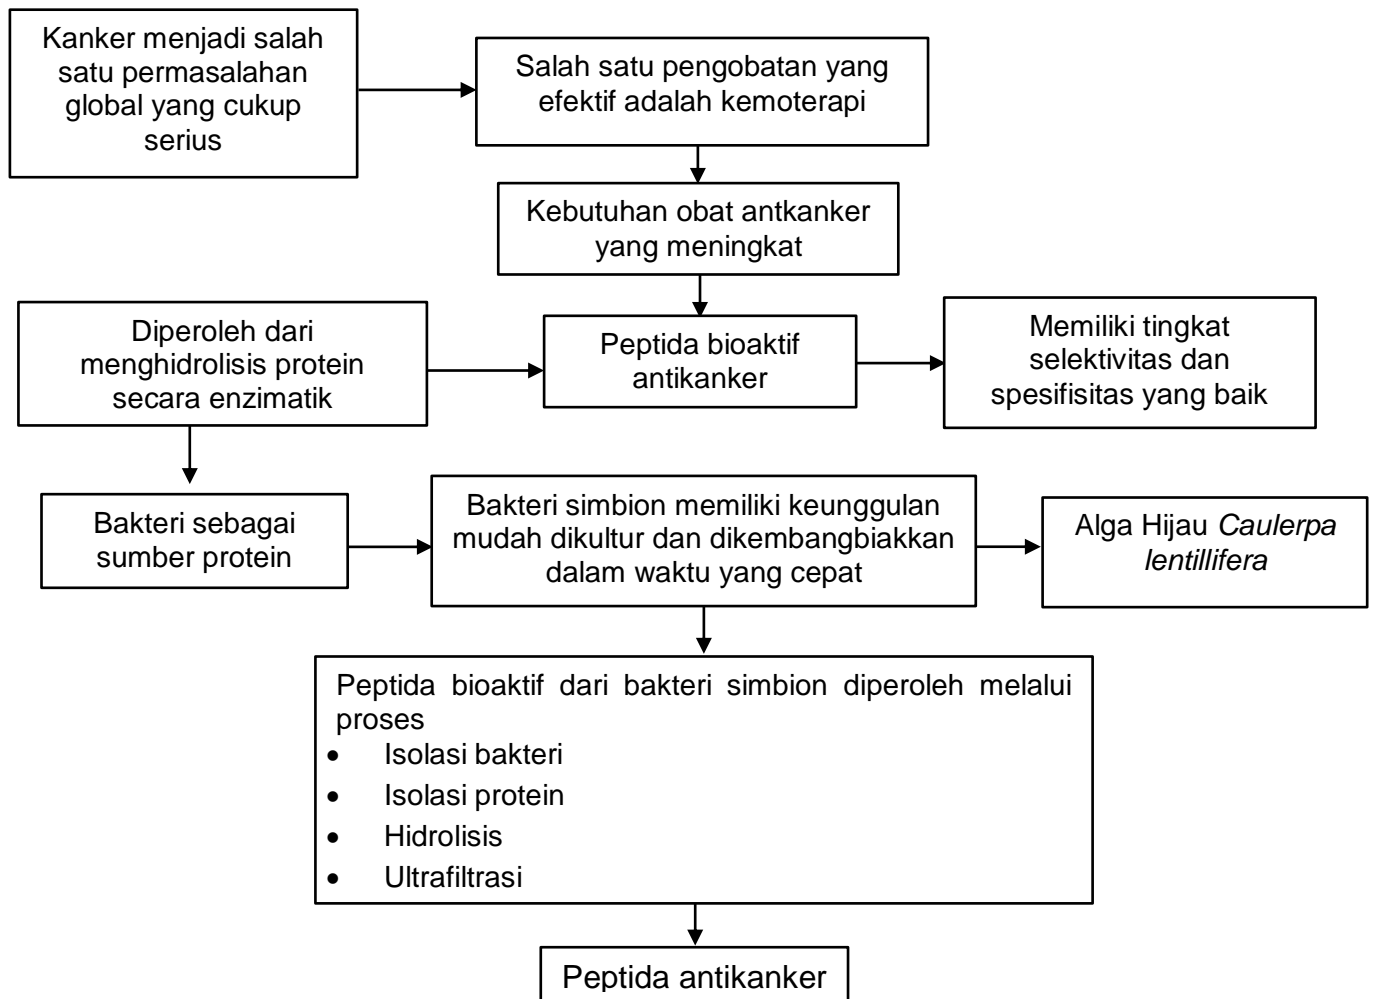 Kanker menjadi salah
satu permasalahan
global yang cukup
serius
Salah satu pengobatan yang
efektif adalah kemoterapi
Kebutuhan obat antkanker
yang meningkat
Diperoleh dari
menghidrolisis protein
secara enzimatik
Peptida bioaktif
antikanker
Memiliki tingkat
selektivitas dan
spesifisitas yang baik
Bakteri sebagai
sumber protein
Bakteri simbion memiliki keunggulan
mudah dikultur dan dikembangbiakkan
dalam waktu yang cepat
Alga Hijau Caulerpa
lentillifera
Peptida bioaktif dari bakteri simbion diperoleh melalui
proses
• Isolasi bakteri
• Isolasi protein
• Hidrolisis
• Ultrafiltrasi
Peptida antikanker